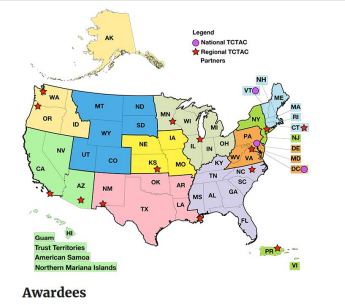 AK
Legend
National TCTAC
Regional TCTAC
Partners
NH
VT
ME
MA
RI
CT
NJ
DE
MD
DC
WA
OR
ID
MT
ND
SD
WY
MN
WI
MI
NY
PA
NV
UT
CO
NE
IA
KS
MO
IL
IN
OH
WV
VA
KY
CA
AZ
NM
OK
AR
TN
NC
SC
TX
LA
MS
AL
GA
FL
HI
Guam
Trust Territories
American Samoa
Northern Mariana Islands
PR
VI
Awardees